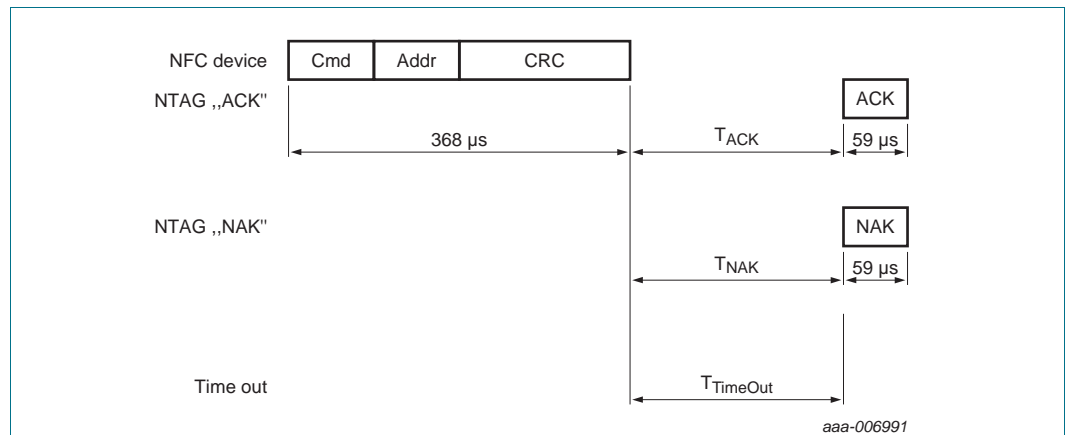 NFC device Cmd Addr CRC
NTAG ,,ACK" ACK
368 µs TACK 59 µs
NTAG ,,NAK" NAK
TNAK 59 µs
Time out TTimeOut
aaa-006991